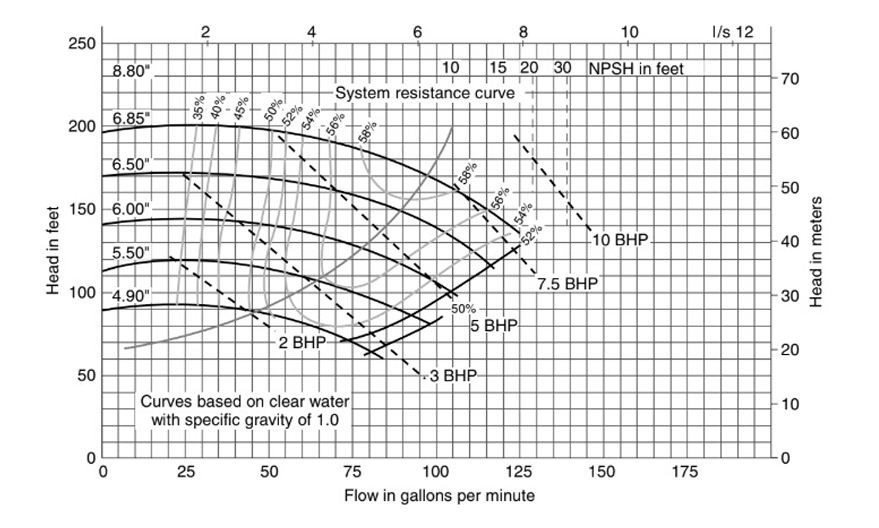 2 4 6 8 10 l/s 12
250
8.80"
10 15 20 30 NPSH in feet
70
System resistance curve
35% 40% 45% 50% 52% 54% 56% 58%
6.85"
200
60
6.50"
58%
56%
50
6.00"
54%
150
52%
10 BHP
40
5.50"
7.5 BHP
100
4.90"
30
50%
5 BHP
2 BHP
20
50
3 BHP
Curves based on clear water
with specific gravity of 1.0
10
0
0
0 25 50 75 100 125 150 175
Flow in gallons per minute
Head in feet
Head in meters